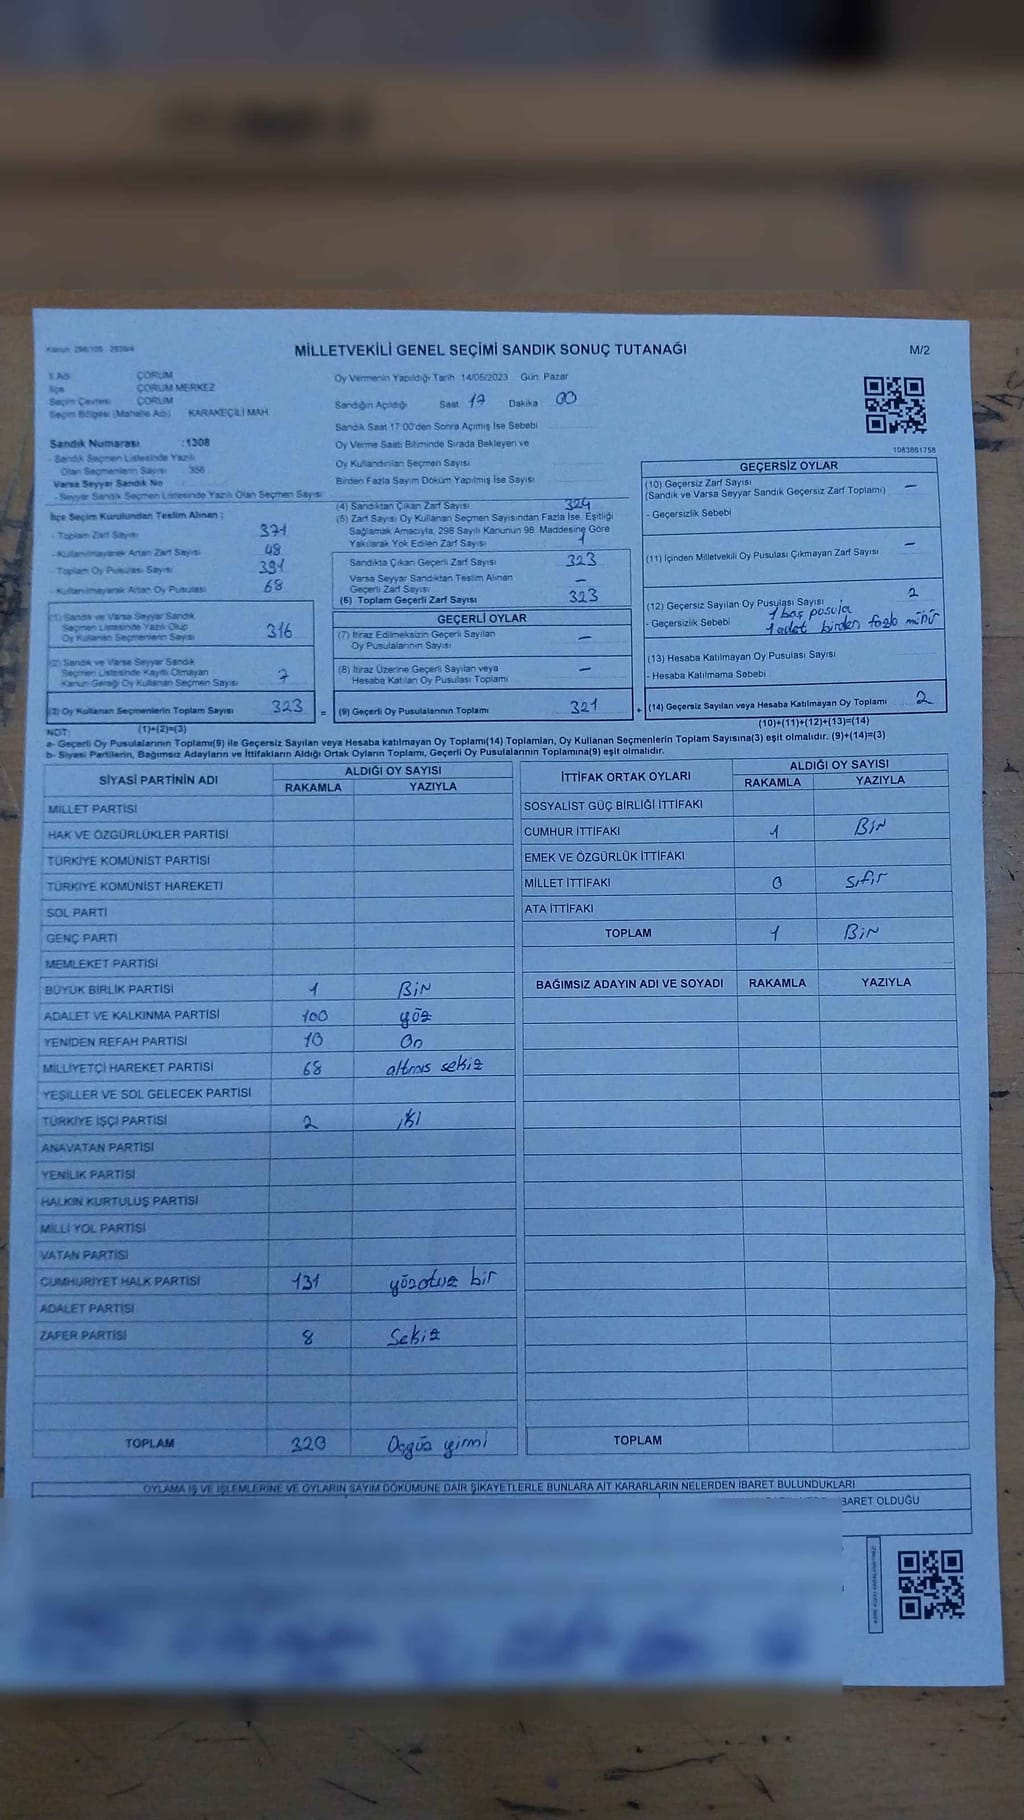 MİLLETVEKİLİ GENEL SEÇİMİ SANDIK SONUÇ TUTANAĞI
M/2
İl Adı ÇORUM
İlçe ÇORUM MERKEZ
Seçim Çevresi ÇORUM
Seçim Bölgesi (Mahalle Adı) KARAKEÇİLİ MAH
Sandık Numarası :1308
- Sandık Seçmen Listesinde Yazılı
Olan Seçmenlerin Sayısı 356
Varsa Seyyar Sandık No
- Seyyar Sandık Seçmen Listesinde Yazılı Olan Seçmen Sayısı
İlçe Seçim Kurulundan Teslim Alınan :
- Toplam Zarf Sayısı 371
- Kullanılmayarak Artan Zarf Sayısı 48
Toplam Oy Pusulası Sayısı 391
- Kullanılmayarak Artan Oy Pusulası 68
(1) Sandık ve Varsa Seyyar Sandık
Seçmen Listesinde Yazılı Olup
Oy Kullanan Seçmenlerin Sayısı 316
(2) Sandık ve Varsa Seyyar Sandık
Seçmen Listesinde Kayıtlı Olmayan
Kanun Gereği Oy Kullanan Seçmen Sayısı 7
(3) Oy Kullanan Seçmenlerin Toplam Sayısı 323 =
(1)+(2)=(3)
Oy Vermenin Yapıldığı Tarih 14/05/2023 Gün: Pazar
Sandığın Açıldığı Saat 17 Dakika 00
Sandık Saat 17:00'den Sonra Açımış İse Sebebi
Oy Verme Saati Bitiminde Sırada Bekleyen ve
Oy Kullandırılan Seçmen Sayısı
Birden Fazla Sayım Döküm Yapılmış İse Sayısı
(4) Sandıktan Çıkan Zarf Sayısı 324
(5) Zarf Sayısı Oy Kullanan Seçmen Sayısından Fazla İse, Eşitliği
Sağlamak Amacıyla, 298 Sayılı Kanunun 98. Maddesine Göre
Yakılarak Yok Edilen Zarf Sayısı 1
Sandıkta Çıkan Geçerli Zarf Sayısı 323
Varsa Seyyar Sandıktan Teslim Alınan
Geçerli Zarf Sayısı –
(6) Toplam Geçerli Zarf Sayısı 323
GEÇERLİ OYLAR
(7) İtiraz Edilmeksizin Geçerli Sayılan
Oy Pusulalarının Sayısı –
(8) İtiraz Üzerine Geçerli Sayılan veya
Hesaba Katılan Oy Pusulası Toplamı –
(9) Geçerli Oy Pusulalarının Toplamı 321 +
1083801758
GEÇERSİZ OYLAR
(10) Geçersiz Zarf Sayısı –
(Sandık ve Varsa Seyyar Sandık Geçersiz Zarf Toplamı)
- Geçersizlik Sebebi
(11) İçinden Milletvekili Oy Pusulası Çıkmayan Zarf Sayısı –
(12) Geçersiz Sayılan Oy Pusulası Sayısı 2
- Geçersizlik Sebebi 1 boş pusula
1 adet birden fazla mühür
(13) Hesaba Katılmayan Oy Pusulası Sayısı
- Hesaba Katılmama Sebebi
(14) Geçersiz Sayılan veya Hesaba Katılmayan Oy Toplamı 2
(10)+(11)+(12)+(13)=(14)
NOT:
a- Geçerli Oy Pusulalarının Toplamı(9) ile Geçersiz Sayılan veya Hesaba katılmayan Oy Toplamı(14) Toplamları, Oy Kullanan Seçmenlerin Toplam Sayısına(3) eşit olmalıdır. (9)+(14)=(3)
b- Siyasi Partilerin, Bağımsız Adayların ve İttifakların Aldığı Ortak Oyların Toplamı, Geçerli Oy Pusulalarının Toplamına(9) eşit olmalıdır.
SİYASİ PARTİNİN ADI ALDIĞI OY SAYISI
RAKAMLA YAZIYLA
MİLLET PARTİSİ
HAK VE ÖZGÜRLÜKLER PARTİSİ
TÜRKİYE KOMÜNİST PARTİSİ
TÜRKİYE KOMÜNİST HAREKETİ
SOL PARTİ
GENÇ PARTİ
MEMLEKET PARTİSİ
BÜYÜK BİRLİK PARTİSİ 1 BİR
ADALET VE KALKINMA PARTİSİ 100 yüz
YENİDEN REFAH PARTİSİ 10 On
MİLLİYETÇİ HAREKET PARTİSİ 68 altmıs sekiz
YEŞİLLER VE SOL GELECEK PARTİSİ
TÜRKİYE İŞÇİ PARTİSİ 2 iki
ANAVATAN PARTİSİ
YENİLİK PARTİSİ
HALKIN KURTULUŞ PARTİSİ
MİLLİ YOL PARTİSİ
VATAN PARTİSİ
CUMHURİYET HALK PARTİSİ 131 yüzotuz bir
ADALET PARTİSİ
ZAFER PARTİSİ 8 Sekiz
TOPLAM 320 Üçyüz yirmi
İTTİFAK ORTAK OYLARI ALDIĞI OY SAYISI
RAKAMLA YAZIYLA
SOSYALİST GÜÇ BİRLİĞİ İTTİFAKI
CUMHUR İTTİFAKI 1 BİR
EMEK VE ÖZGÜRLÜK İTTİFAKI
MİLLET İTTİFAKI 0 sıfır
ATA İTTİFAKI
TOPLAM 1 BİR
BAĞIMSIZ ADAYIN ADI VE SOYADI RAKAMLA YAZIYLA
TOPLAM
OYLAMA İŞ VE İŞLEMLERİNE VE OYLARIN SAYIM DÖKÜMÜNE DAİR ŞİKAYETLERLE BUNLARA AİT KARARLARIN NELERDEN İBARET BULUNDUKLARI
BARET OLDUĞU